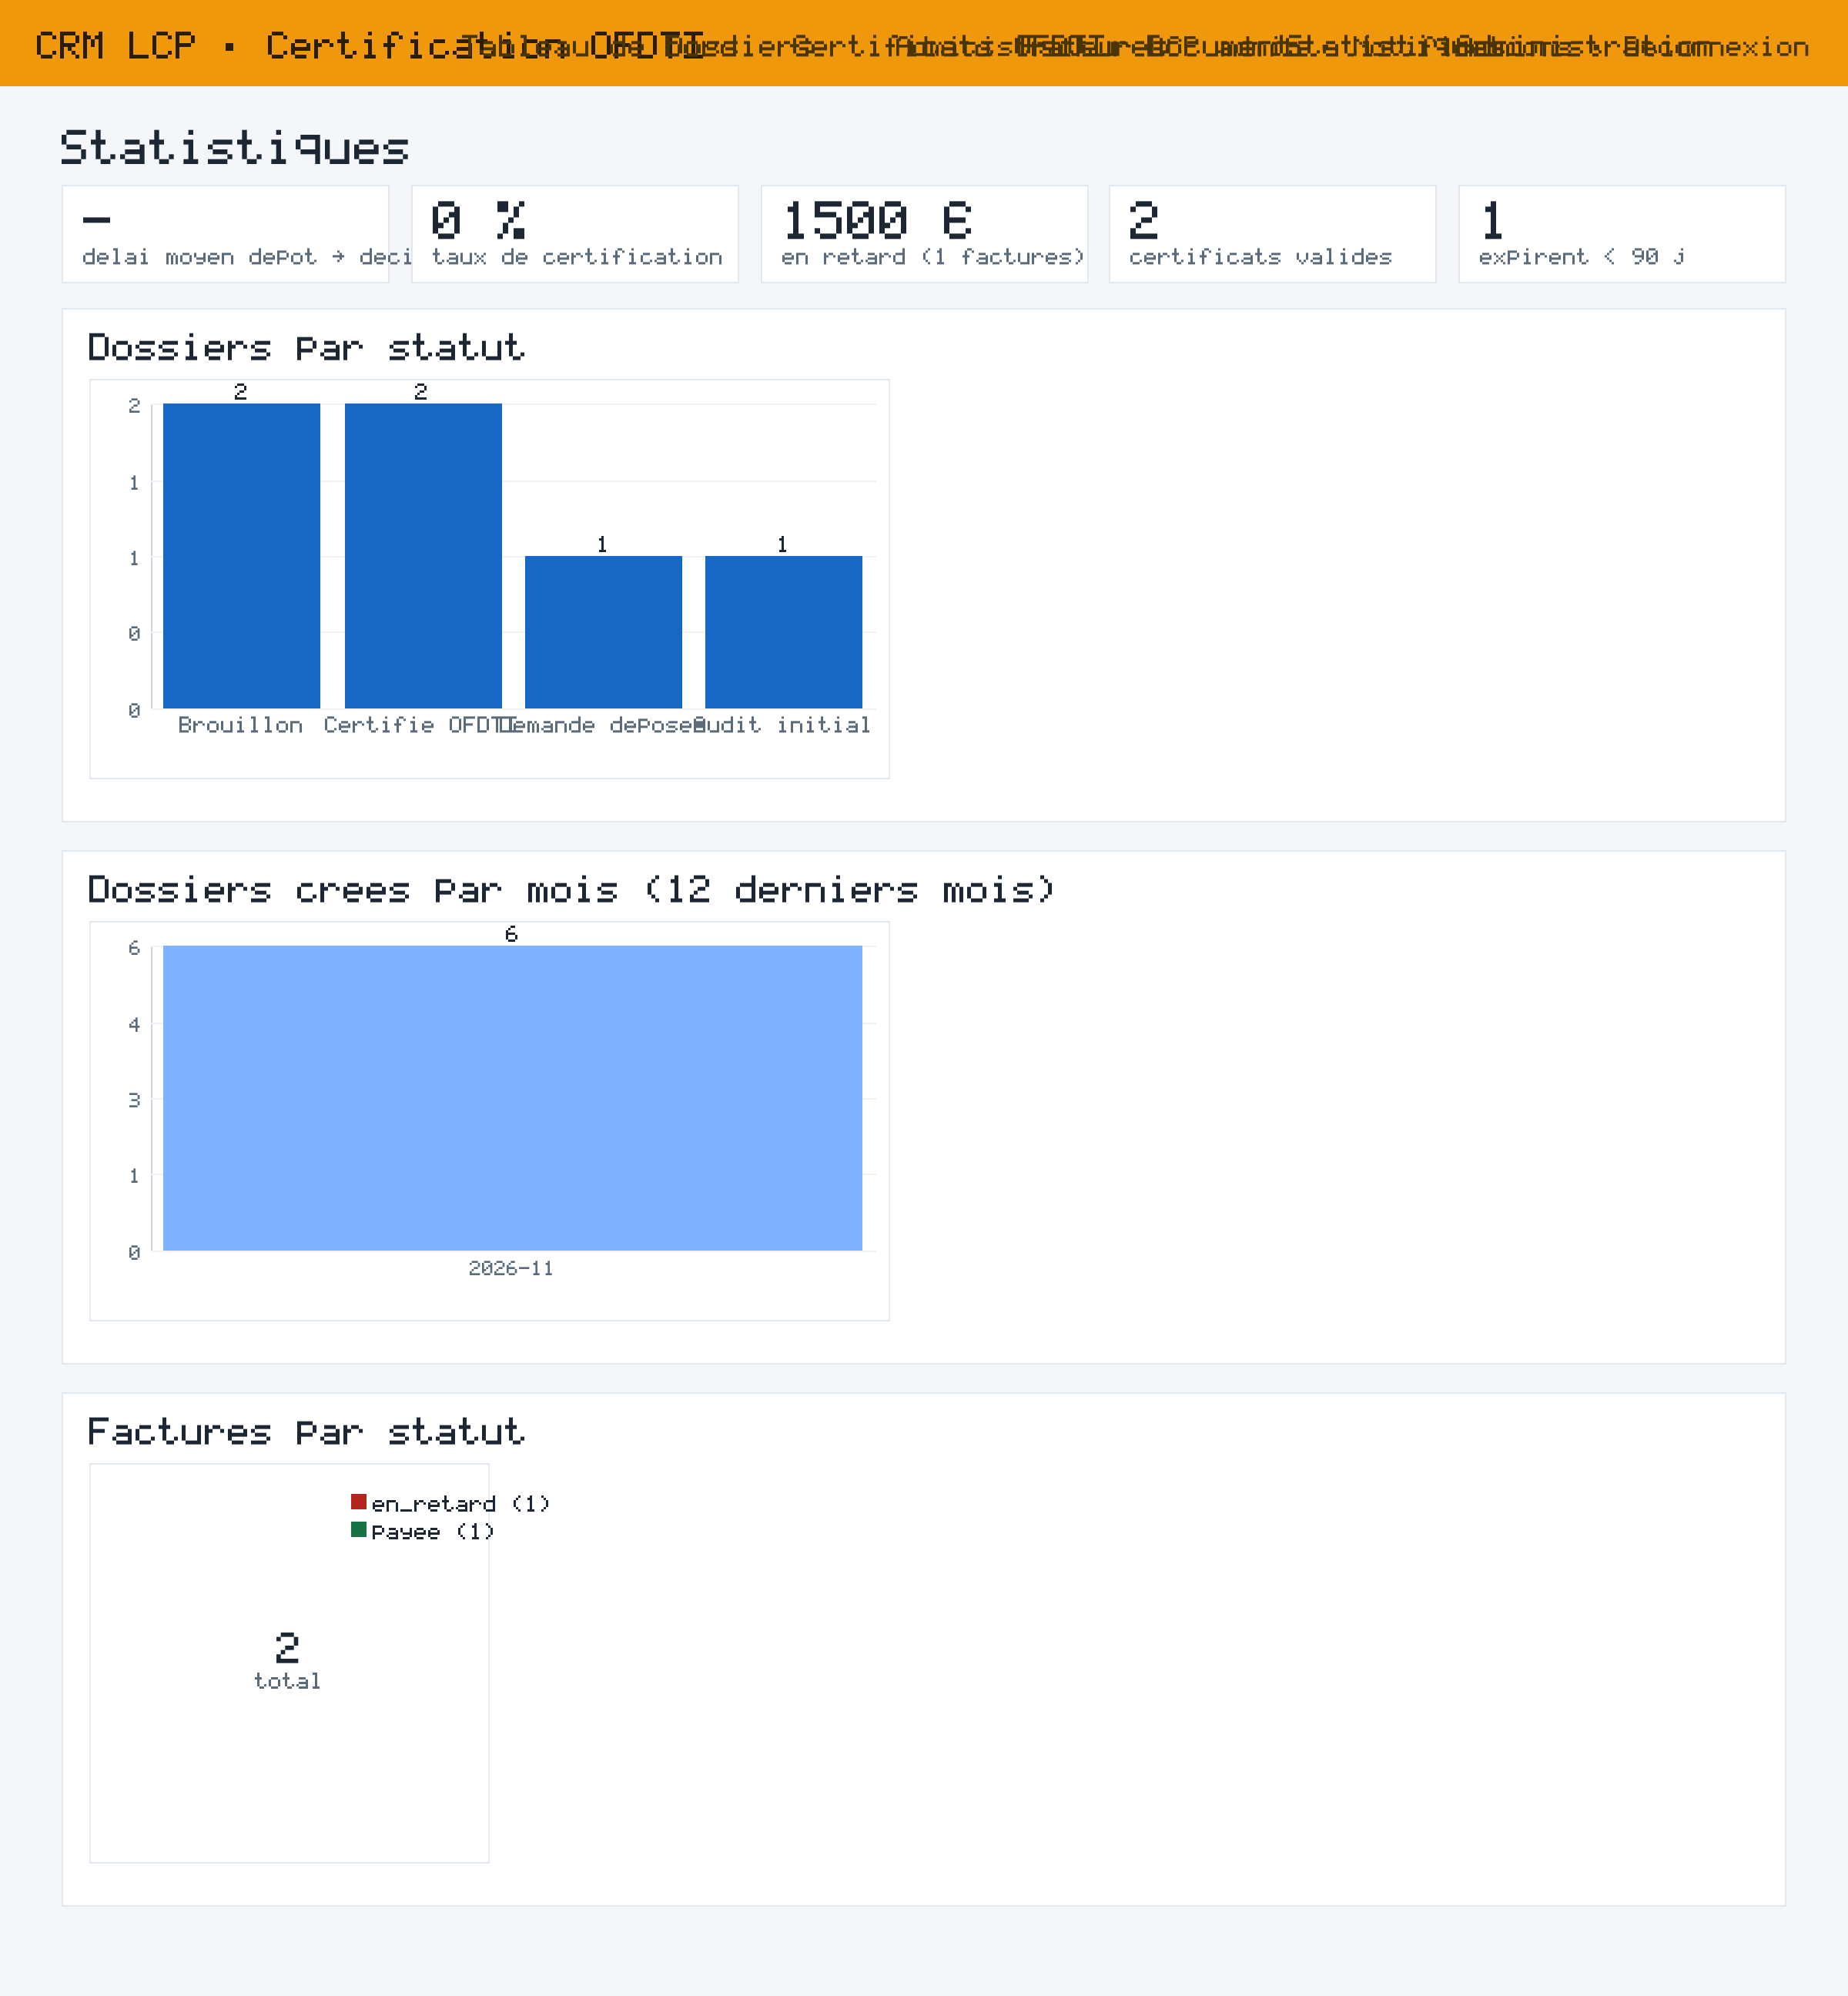 CRM LCP · Certification OFDTI
Statistiques
—
delai moyen dePot → deci
0 %
taux de certification
1500 €
en retard (1 factures)
2
certificats valides
1
exPirent < 90 j
Dossiers Par statut
2
2
2
1
1
1
1
0
0
Brouillon
Certifie OFDTI
Demande dePosee
Audit initial
Dossiers crees Par mois (12 derniers mois)
6
6
4
3
1
0
2026-11
Factures Par statut
en_retard (1)
Payee (1)
2
total